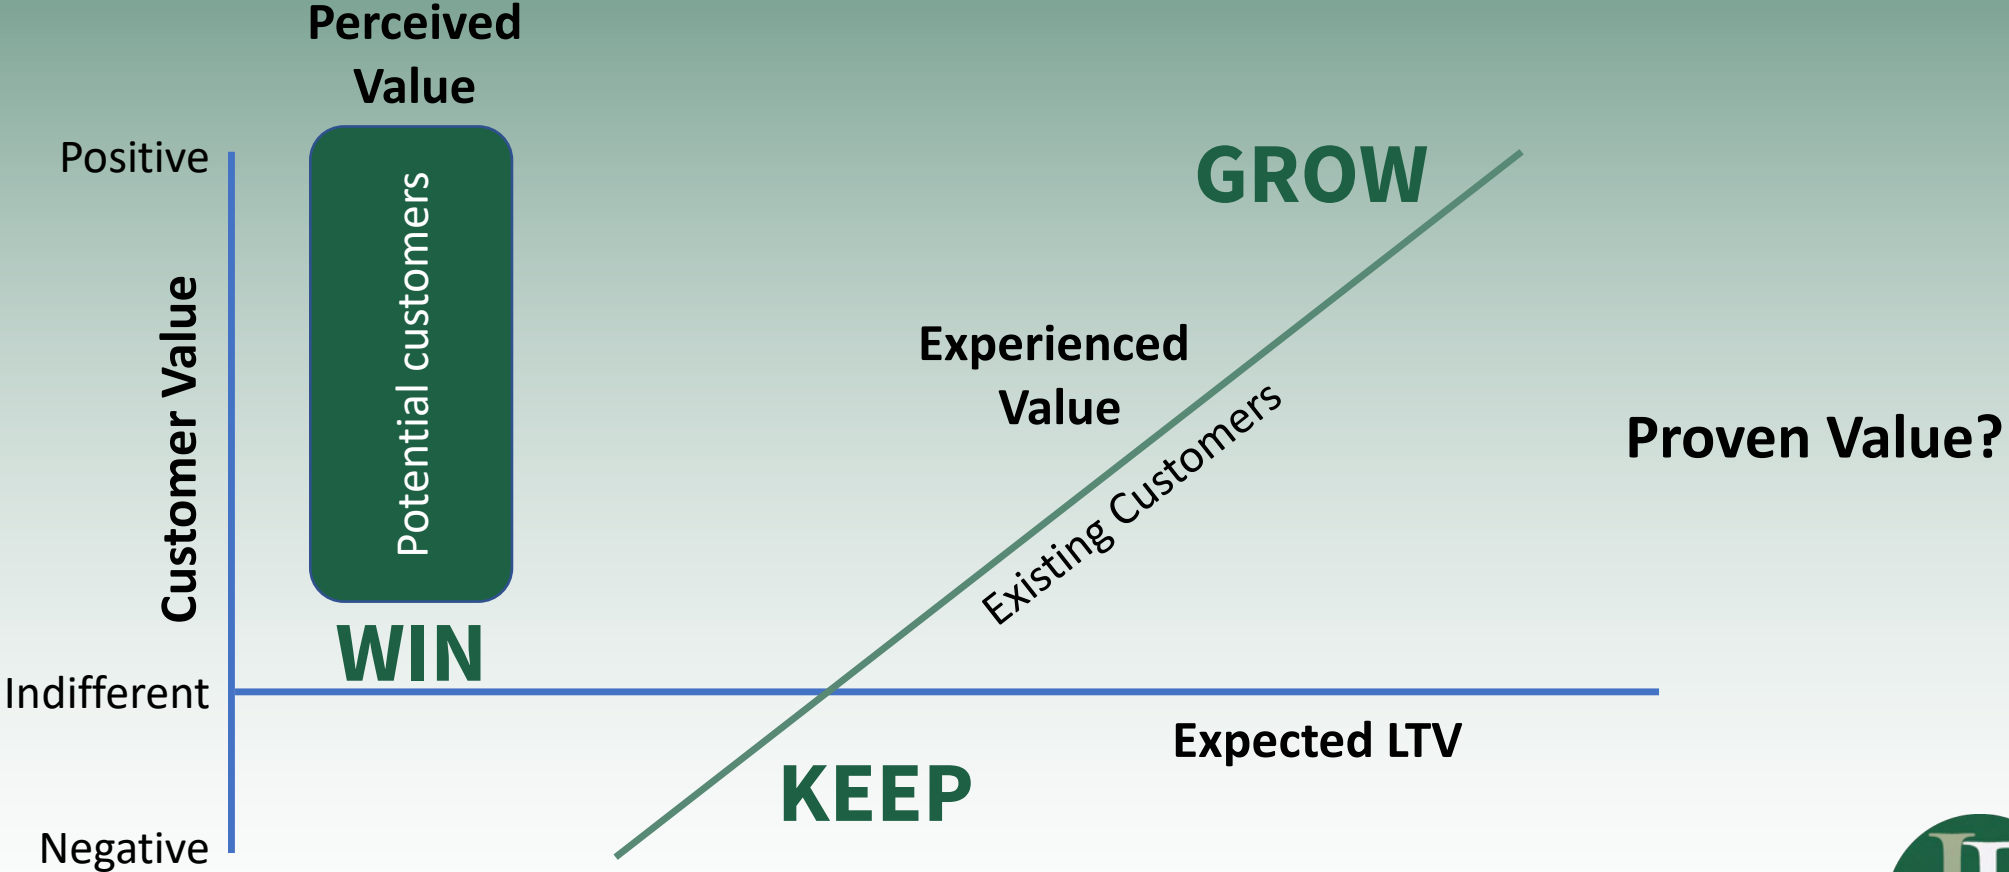 Perceived
Value
Positive
Potential customers
Customer Value
WIN
GROW
Experienced
Value
Existing Customers
Proven Value?
Indifferent
Expected LTV
KEEP
Negative